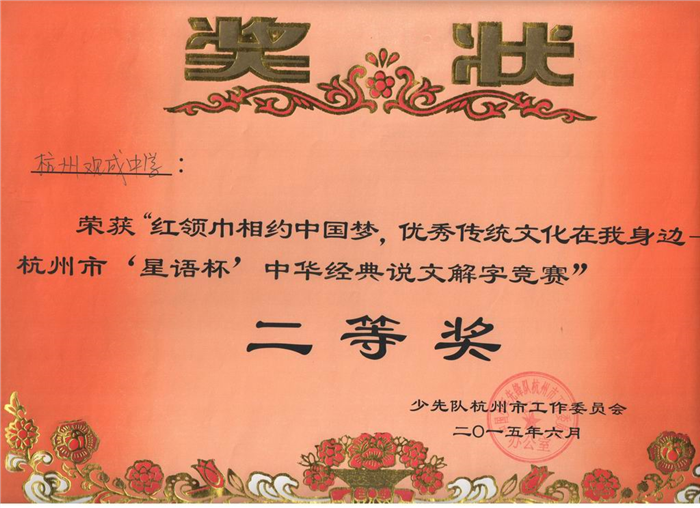 奖 状
杭州观成中学：
荣获“红领巾相约中国梦，优秀传统文化在我身边—
杭州市‘星语杯’中华经典说文解字竞赛”
二等奖
少先队杭州市工作委员会
二〇一五年六月
办公室